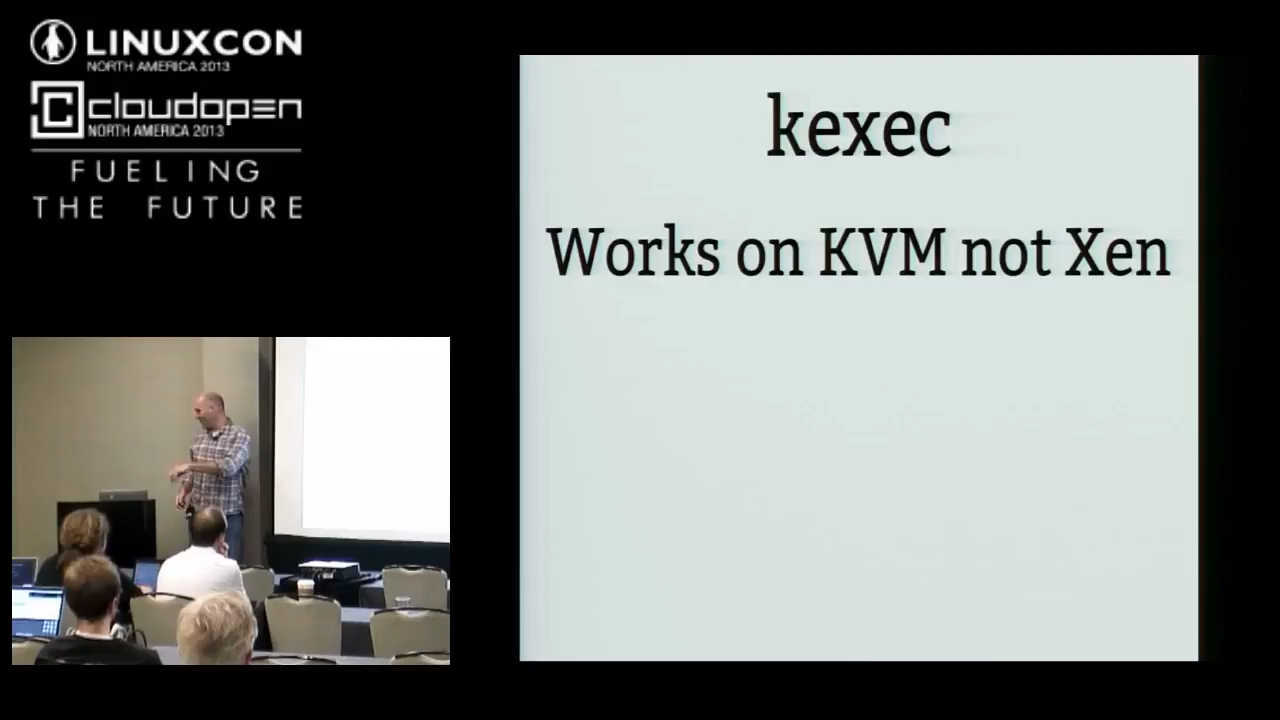 LINUXCON
NORTH AMERICA 2013
cloudopen
NORTH AMERICA 2013
FUELING
THE FUTURE
kexec
Works on KVM not Xen